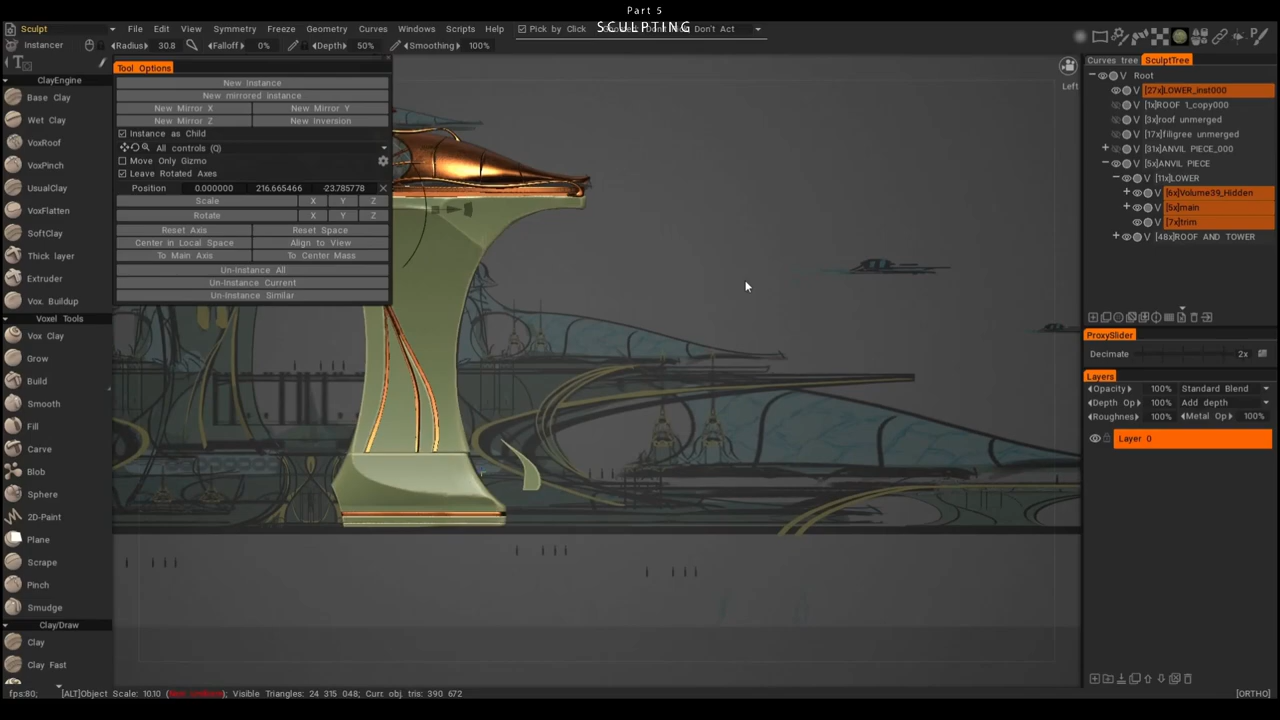 Part 5
SCULPTING
Sculpt File Edit View Symmetry Freeze Geometry Curves Windows Scripts Help Pick by Click Don't Act
Instancer Radius 30.8 Falloff 0% Depth 50% Smoothing 100%
Tool Options
New Instance
New mirrored instance
New Mirror X New Mirror Y
New Mirror Z New Inversion
Instance as Child
All controls (Q)
Move Only Gizmo
Leave Rotated Axes
Position 0.000000 216.665466 -23.785778
Scale X Y Z
Rotate X Y Z
Reset Axis Reset Space
Center in Local Space Align to View
To Main Axis To Center Mass
Un-Instance All
Un-Instance Current
Un-Instance Similar
ClayEngine
Base Clay
Wet Clay
VoxRoof
VoxPinch
UsualClay
VoxFlatten
SoftClay
Thick layer
Extruder
Vox. Buildup
Voxel Tools
Vox Clay
Grow
Build
Smooth
Fill
Carve
Blob
Sphere
2D-Paint
Plane
Scrape
Pinch
Smudge
Clay/Draw
Clay
Clay Fast
Left
Curves tree SculptTree
V Root
V [27x]LOWER_inst000
V [1x]ROOF 1_copy000
V [3x]roof unmerged
V [17x]filigree unmerged
V [31x]ANVIL PIECE_000
V [5x]ANVIL PIECE
V [11x]LOWER
V [6x]Volume39_Hidden
V [5x]main
V [7x]trim
V [48x]ROOF AND TOWER
ProxySlider
Decimate 2x
Layers
Opacity 100% Standard Blend
Depth Op 100% Add depth
Roughness 100% Metal Op 100%
Layer 0
fps:80; [ALT]Object Scale: 1010 Visible Triangles: 24 315 048; Curr. obj. tris: 390 672 [ORTHO]